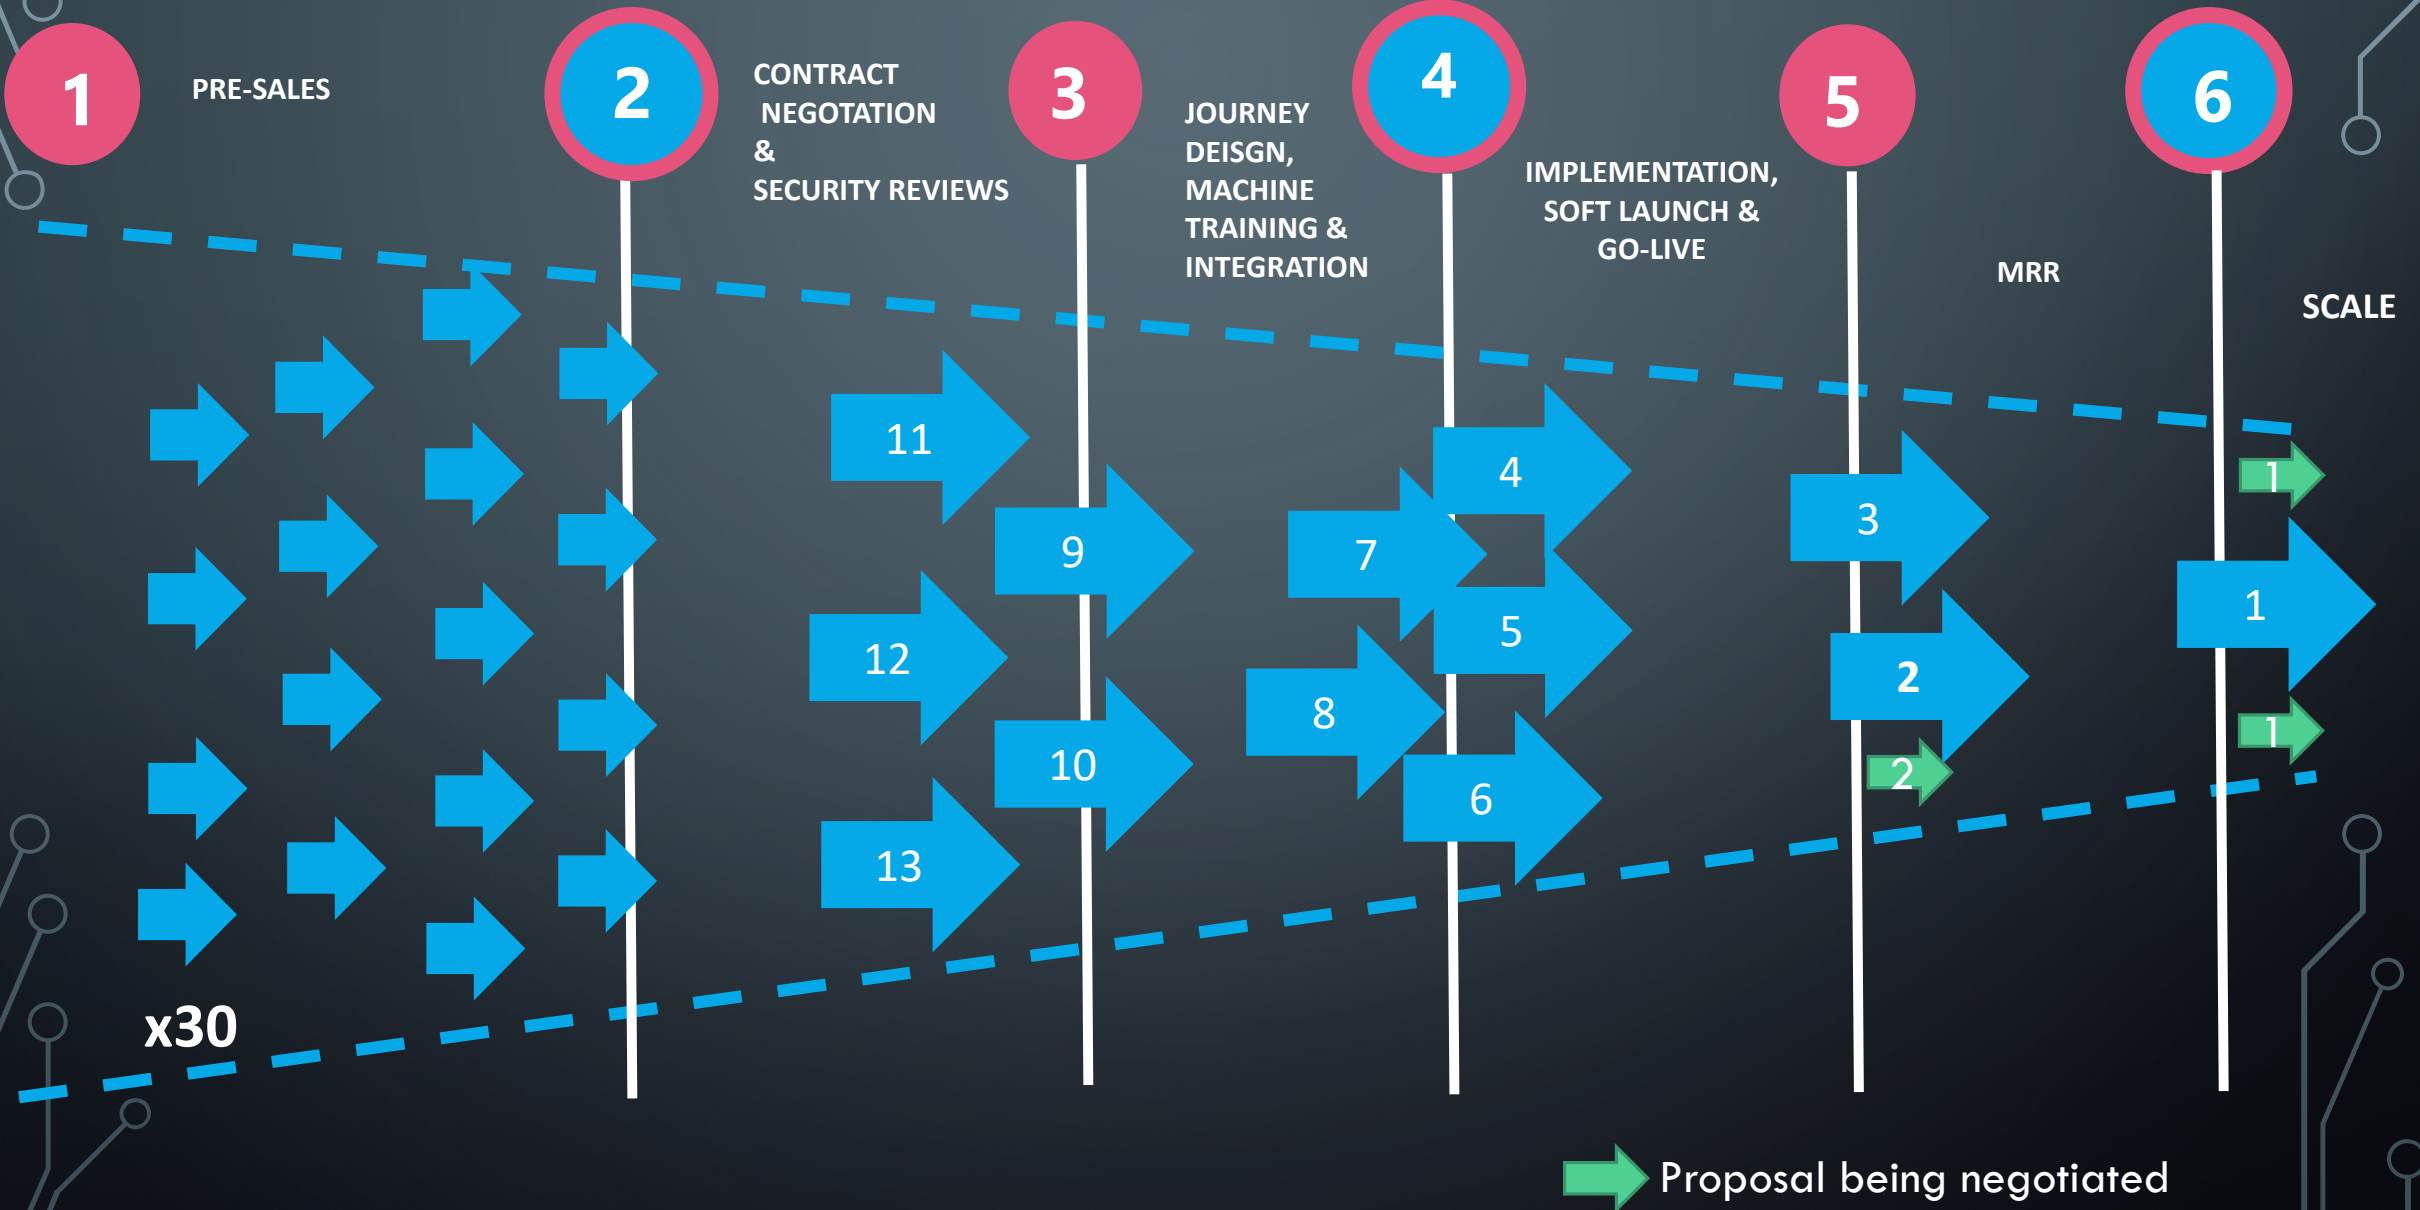 1
PRE-SALES
2
CONTRACT
NEGOTATION
&
SECURITY REVIEWS
3
JOURNEY
DEISGN,
MACHINE
TRAINING &
INTEGRATION
4
IMPLEMENTATION,
SOFT LAUNCH &
GO-LIVE
5
MRR
6
SCALE
11
9
12
10
13
7
8
4
5
6
3
2
2
1
1
1
x30
Proposal being negotiated